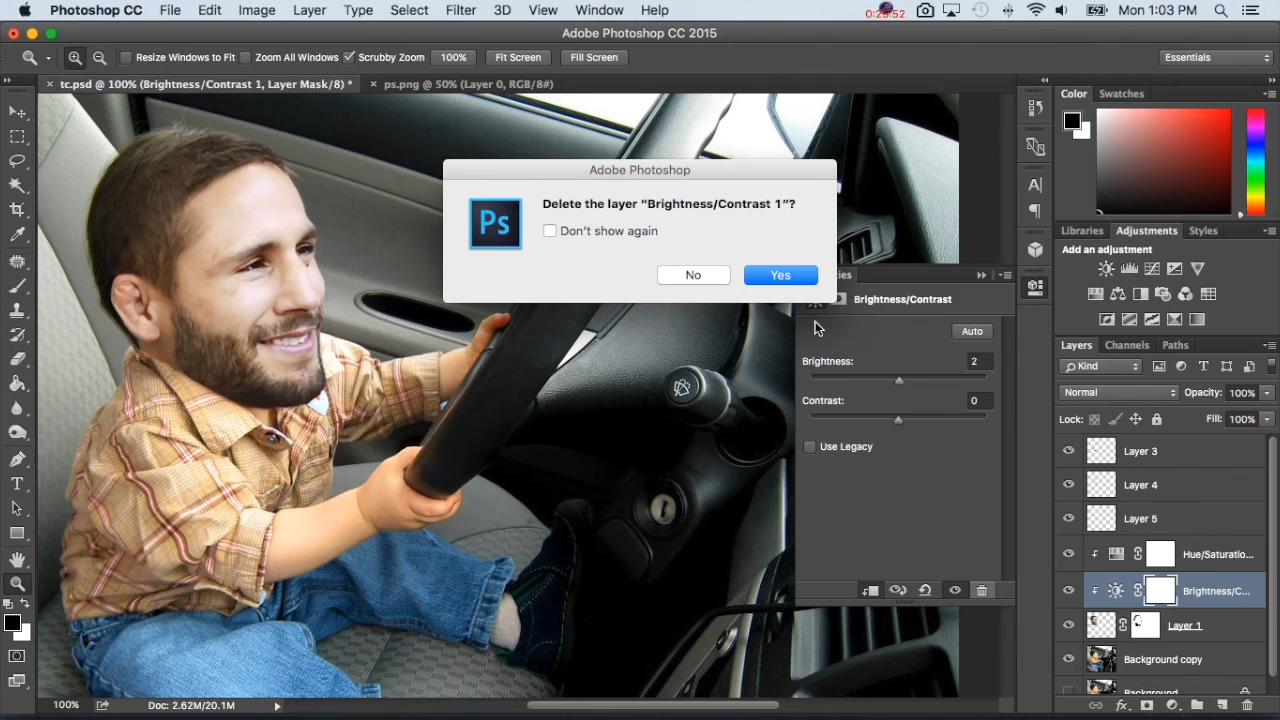 Photoshop CC File Edit Image Layer Type Select Filter 3D View Window Help
Mon 1:03 PM
Adobe Photoshop CC 2015
Resize Windows to Fit Zoom All Windows Scrubby Zoom 100% Fit Screen Fill Screen Essentials
tc.psd @ 100% (Brightness/Contrast 1, Layer Mask/8) * ps.png @ 50% (Layer 0, RGB/8#)
Color Swatches
Adobe Photoshop
Delete the layer “Brightness/Contrast 1”?
Ps
Don’t show again
No Yes
Libraries Adjustments Styles
Add an adjustment
Brightness/Contrast
Auto
Brightness: 2
Contrast: 0
Use Legacy
Layers Channels Paths
Kind
Normal Opacity: 100%
Lock: Fill: 100%
Layer 3
Layer 4
Layer 5
Hue/Saturatio...
Brightness/C...
Layer 1
Background copy
Background
100% Doc: 2.62M/20.1M